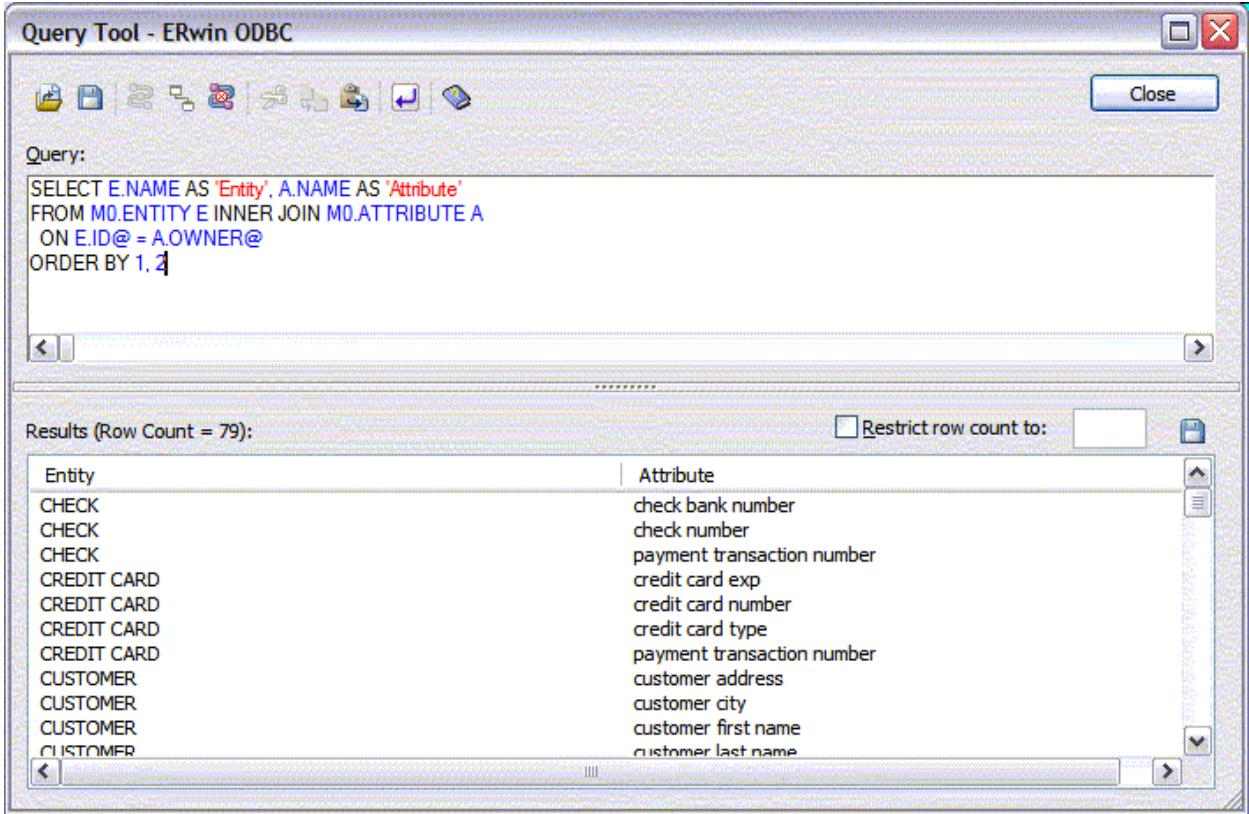 Query Tool - ERwin ODBC
Close
Query:
SELECT E.NAME AS 'Entity', A.NAME AS 'Attribute'
FROM M0.ENTITY E INNER JOIN M0.ATTRIBUTE A
ON E.ID@ = A.OWNER@
ORDER BY 1, 2
Results (Row Count = 79): Restrict row count to:
Entity Attribute
CHECK check bank number
CHECK check number
CHECK payment transaction number
CREDIT CARD credit card exp
CREDIT CARD credit card number
CREDIT CARD credit card type
CREDIT CARD payment transaction number
CUSTOMER customer address
CUSTOMER customer city
CUSTOMER customer first name
CUSTOMER customer last name